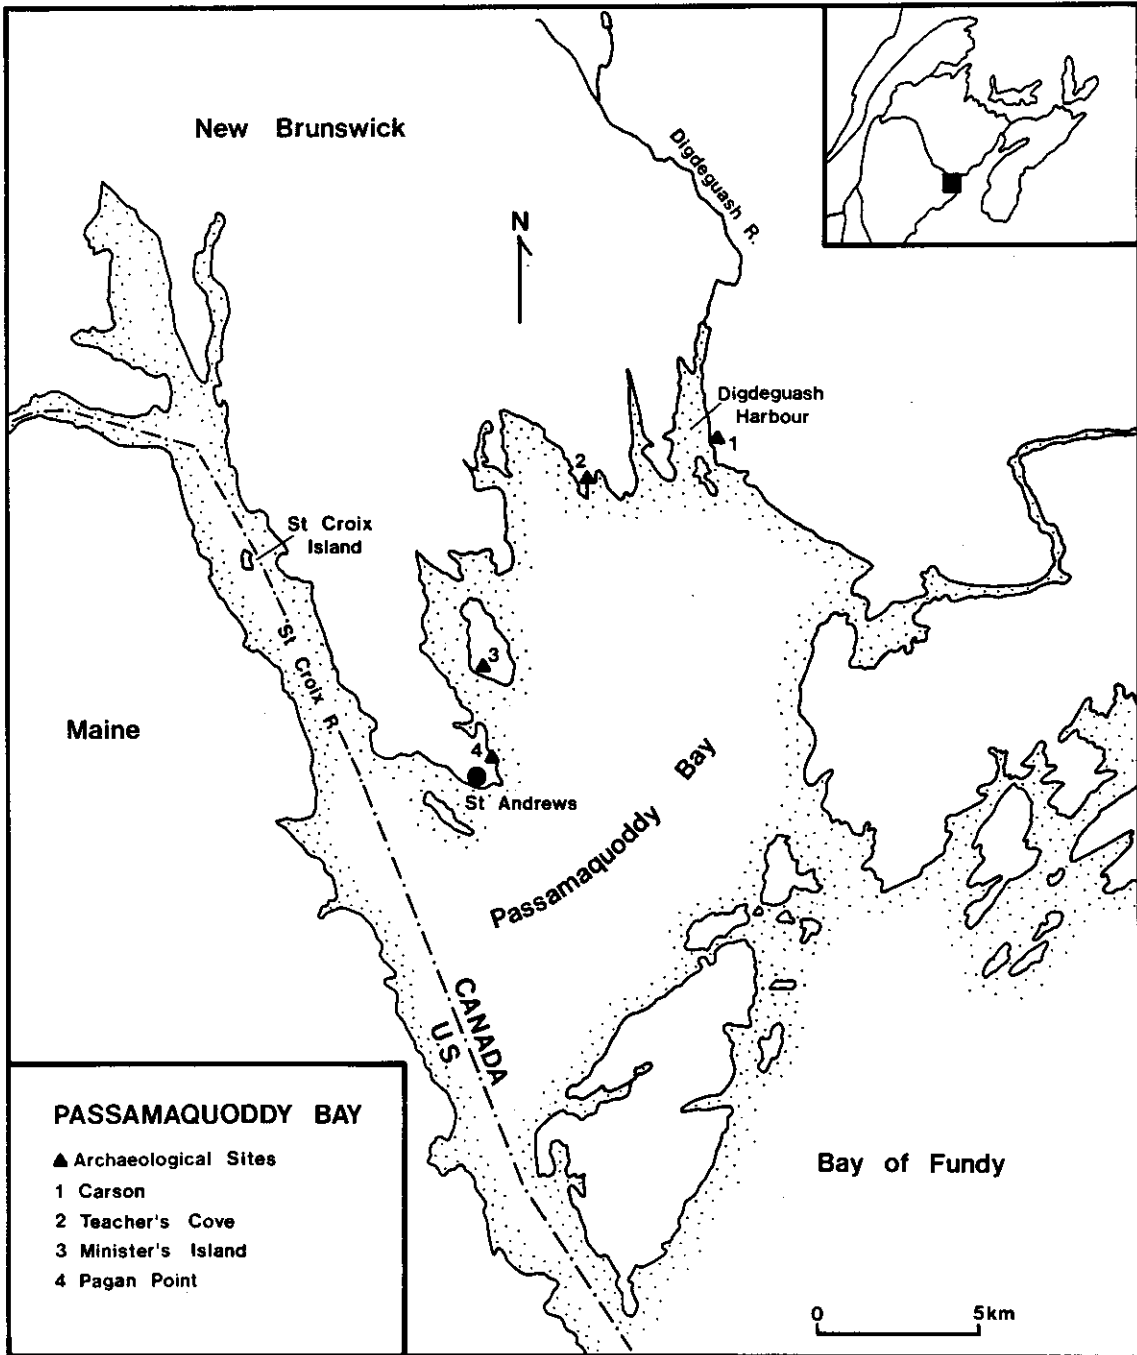 New Brunswick
N
Digdeguash R.
Digdeguash
Harbour
1
2
St Croix
Island
St Croix R.
3
Maine
4
St Andrews
Passamaquoddy Bay
CANADA
U.S
Bay of Fundy
PASSAMAQUODDY BAY
▲ Archaeological Sites
1 Carson
2 Teacher's Cove
3 Minister's Island
4 Pagan Point
0 5km